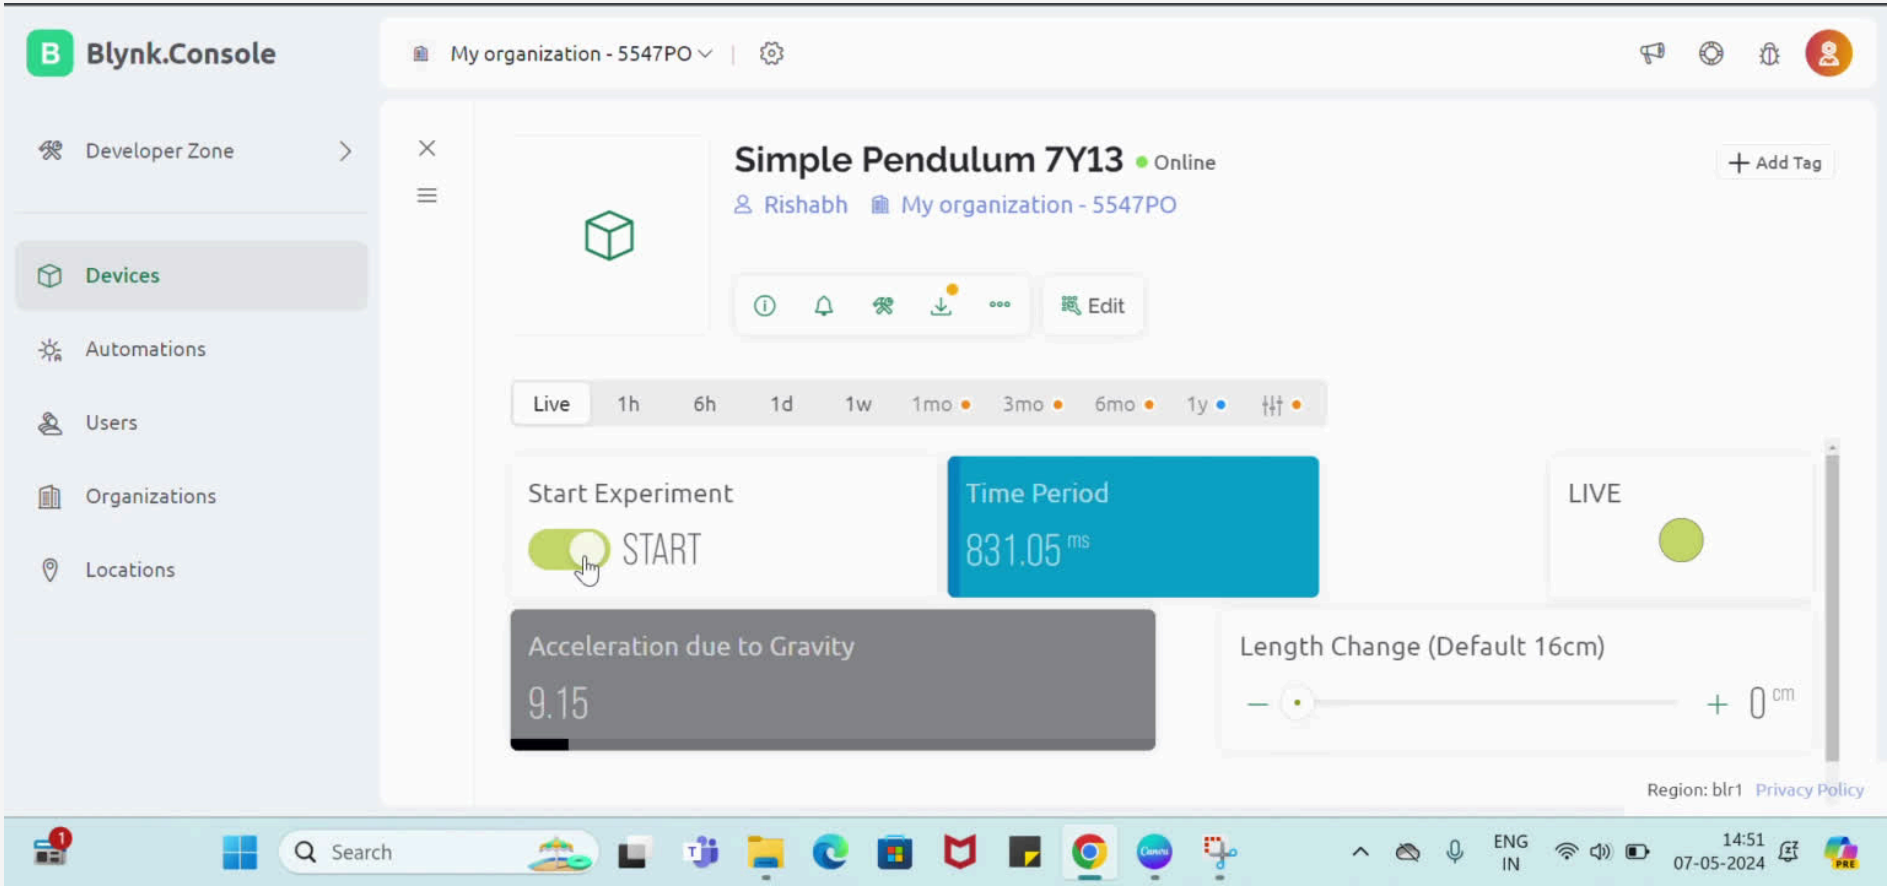 B Blynk.Console
My organization - 5547PO
Developer Zone
Simple Pendulum 7Y13 Online
+ Add Tag
Rishabh My organization - 5547PO
Devices
Edit
Automations
Live 1h 6h 1d 1w 1mo 3mo 6mo 1y
Users
Organizations
Start Experiment
START
Time Period
831.05 ms
LIVE
Locations
Acceleration due to Gravity
9.15
Length Change (Default 16cm)
− + 0 cm
Region: blr1 Privacy Policy
1
Search
T
Canva
ENG
IN
14:51
07-05-2024
PRE